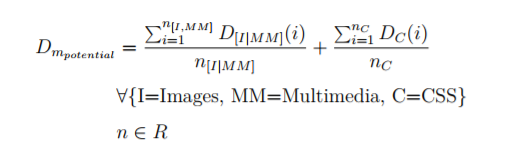 D_{m_{potential}} = \frac{\sum_{i=1}^{n_{[I,MM]}} D_{[I|MM]}(i)}{n_{[I|MM]}} + \frac{\sum_{i=1}^{n_C} D_C(i)}{n_C}
∀{I=Images, MM=Multimedia, C=CSS}
n ∈ R